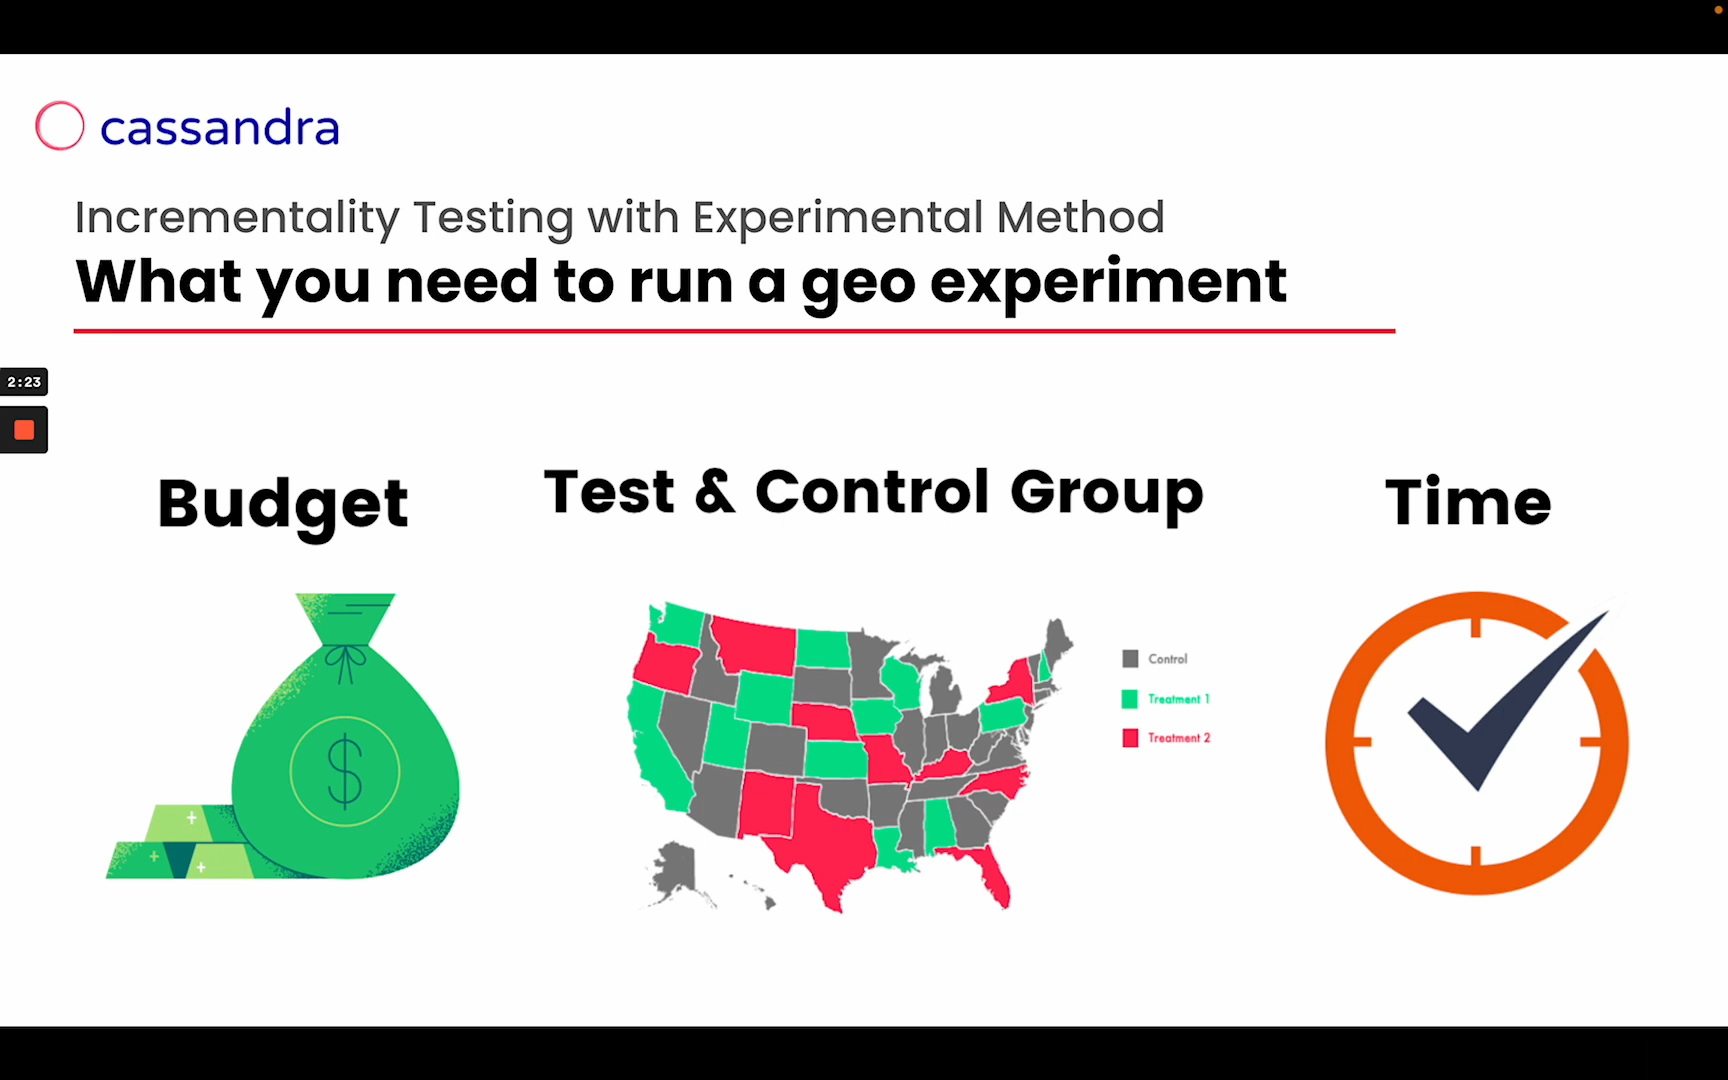 cassandra
Incrementality Testing with Experimental Method
What you need to run a geo experiment
2:23
Budget
Test & Control Group
Time
$
Control
Treatment 1
Treatment 2